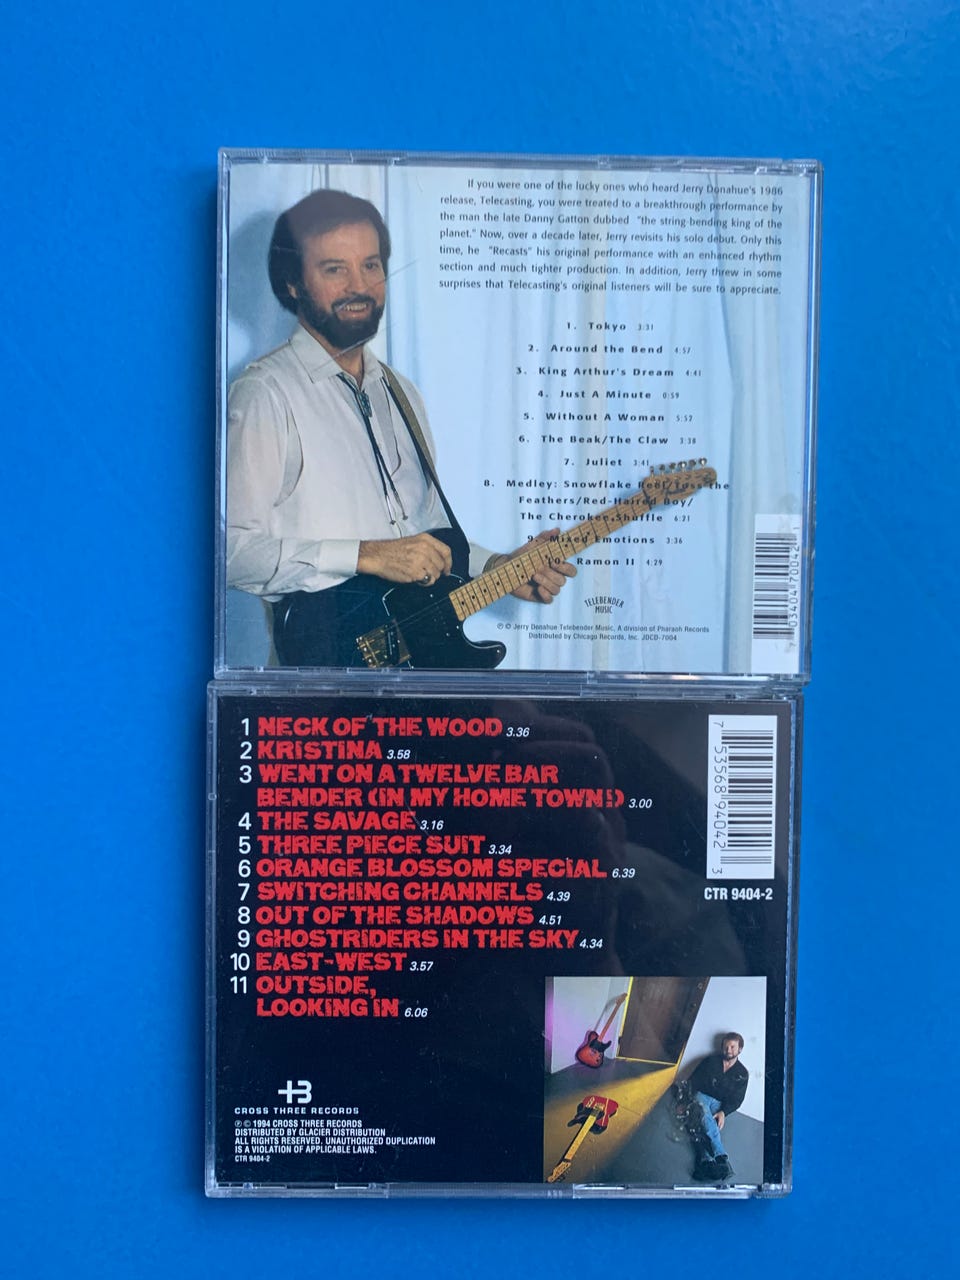 If you were one of the lucky ones who heard Jerry Donahue's 1986
release, Telecasting, you were treated to a breakthrough performance by
the man the late Danny Gatton dubbed "the string-bending king of the
planet." Now, over a decade later, Jerry revisits his solo debut. Only this
time, he "Recasts" his original performance with an enhanced rhythm
section and much tighter production. In addition, Jerry threw in some
surprises that Telecasting's original listeners will be sure to appreciate.
1. Tokyo 3:31
2. Around the Bend 4:57
3. King Arthur's Dream 4:41
4. Just A Minute 0:59
5. Without A Woman 5:52
6. The Beak/The Claw 3:38
7. Juliet 3:41
8. Medley: Snowflake Reel/Toss the
Feathers/Red-Haired Boy/
The Cherokee Shuffle 6:21
9. Mixed Emotions 3:36
10. Ramon II 4:29
TELEBENDER
MUSIC
℗ © Jerry Donahue Telebender Music, A division of Pharaoh Records
Distributed by Chicago Records, Inc. JDCD-7004
7 03404 70042 1
1 NECK OF THE WOOD 3.36
2 KRISTINA 3.58
3 WENT ON A TWELVE BAR
BENDER (IN MY HOME TOWN!) 3.00
4 THE SAVAGE 3.16
5 THREE PIECE SUIT 3.34
6 ORANGE BLOSSOM SPECIAL 6.39
7 SWITCHING CHANNELS 4.39
8 OUT OF THE SHADOWS 4.51
9 GHOSTRIDERS IN THE SKY 4.34
10 EAST-WEST 3.57
11 OUTSIDE,
LOOKING IN 6.06
7 53568 94042 3
CTR 9404-2
+3
CROSS THREE RECORDS
℗ © 1994 CROSS THREE RECORDS
DISTRIBUTED BY GLACIER DISTRIBUTION
ALL RIGHTS RESERVED. UNAUTHORIZED DUPLICATION
IS A VIOLATION OF APPLICABLE LAWS.
CTR 9404-2